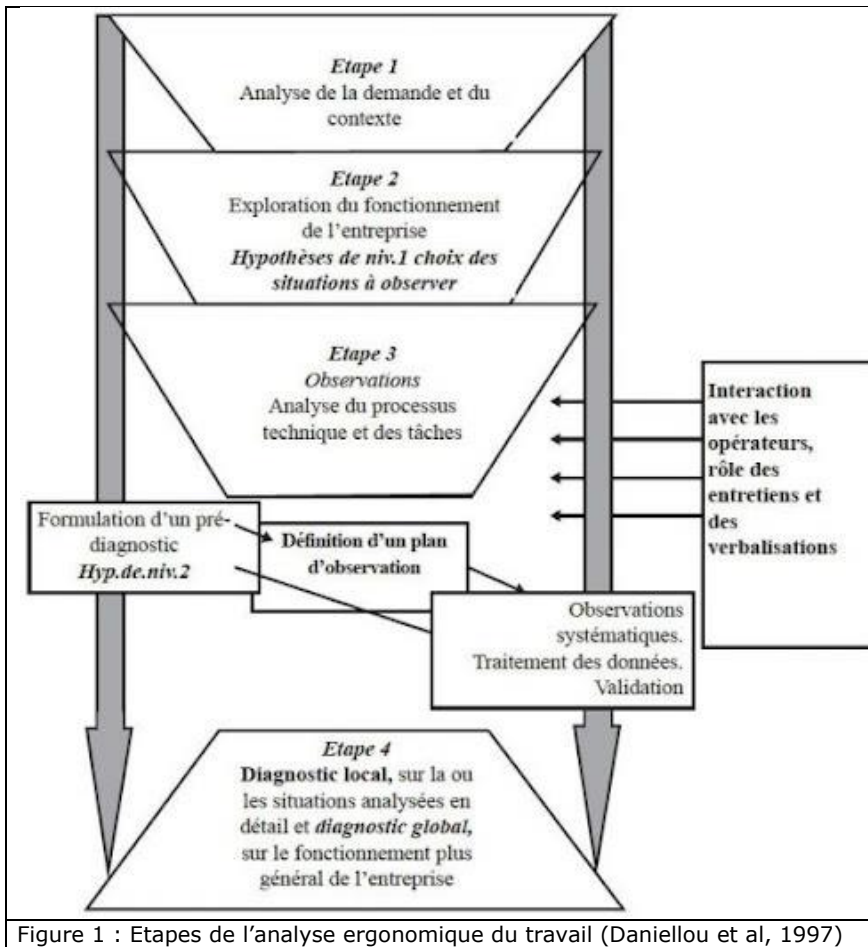 Etape 1
Analyse de la demande et du
contexte
Etape 2
Exploration du fonctionnement
de l’entreprise
Hypothèses de niv.1 choix des
situations à observer
Etape 3
Observations
Analyse du processus
technique et des tâches
Interaction
avec les
opérateurs,
rôle des
entretiens et
des
verbalisations
Formulation d’un pré-
diagnostic
Hyp.de.niv.2
Définition d’un plan
d’observation
Observations
systématiques.
Traitement des données.
Validation
Etape 4
Diagnostic local, sur la ou
les situations analysées en
détail et diagnostic global,
sur le fonctionnement plus
général de l’entreprise
Figure 1 : Etapes de l’analyse ergonomique du travail (Daniellou et al, 1997)